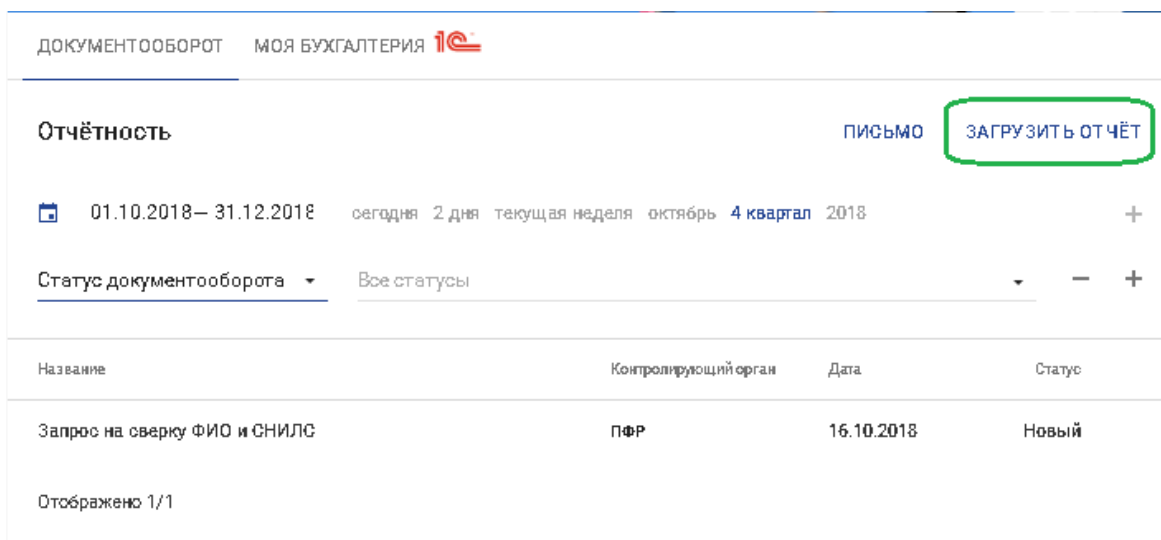 ДОКУМЕНТООБОРОТ МОЯ БУХГАЛТЕРИЯ 1С
Отчётность ПИСЬМО ЗАГРУЗИТЬ ОТЧЁТ
01.10.2018– 31.12.2018 сегодня 2 дня текущая неделя октябрь 4 квартал 2018 +
Статус документооборота Все статусы − +
Название Контролирующий орган Дата Статус
Запрос на сверку ФИО и СНИЛС ПФР 16.10.2018 Новый
Отображено 1/1